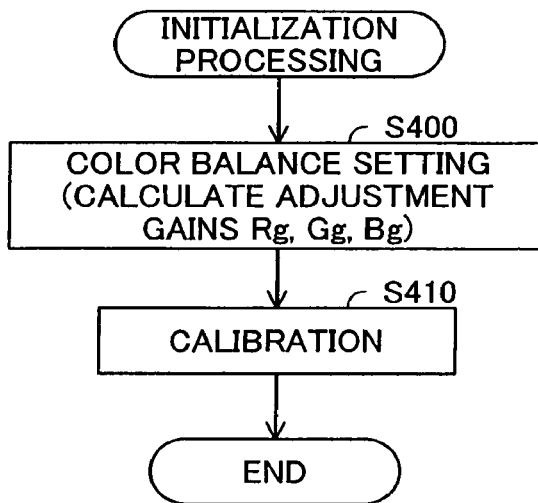 INITIALIZATION
PROCESSING
S400
COLOR BALANCE SETTING
(CALCULATE ADJUSTMENT
GAINS Rg, Gg, Bg)
S410
CALIBRATION
END